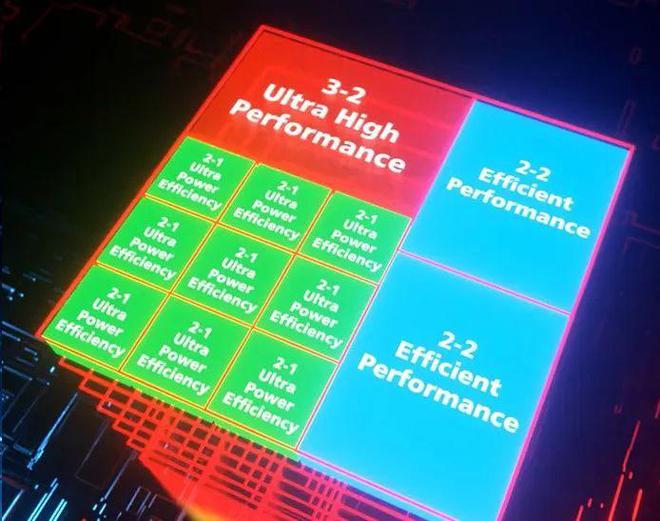 3-2
Ultra High
Performance
2-2
Efficient
Performance
2-1
Ultra
Power
Efficiency
2-1
Ultra
Power
Efficiency
2-1
Ultra
Power
Efficiency
2-1
Ultra
Power
Efficiency
2-1
Ultra
Power
Efficiency
2-1
Ultra
Power
Efficiency
2-2
Efficient
Performance
2-1
Ultra
Power
Efficiency
2-1
Ultra
Power
Efficiency
2-1
Ultra
Power
Efficiency